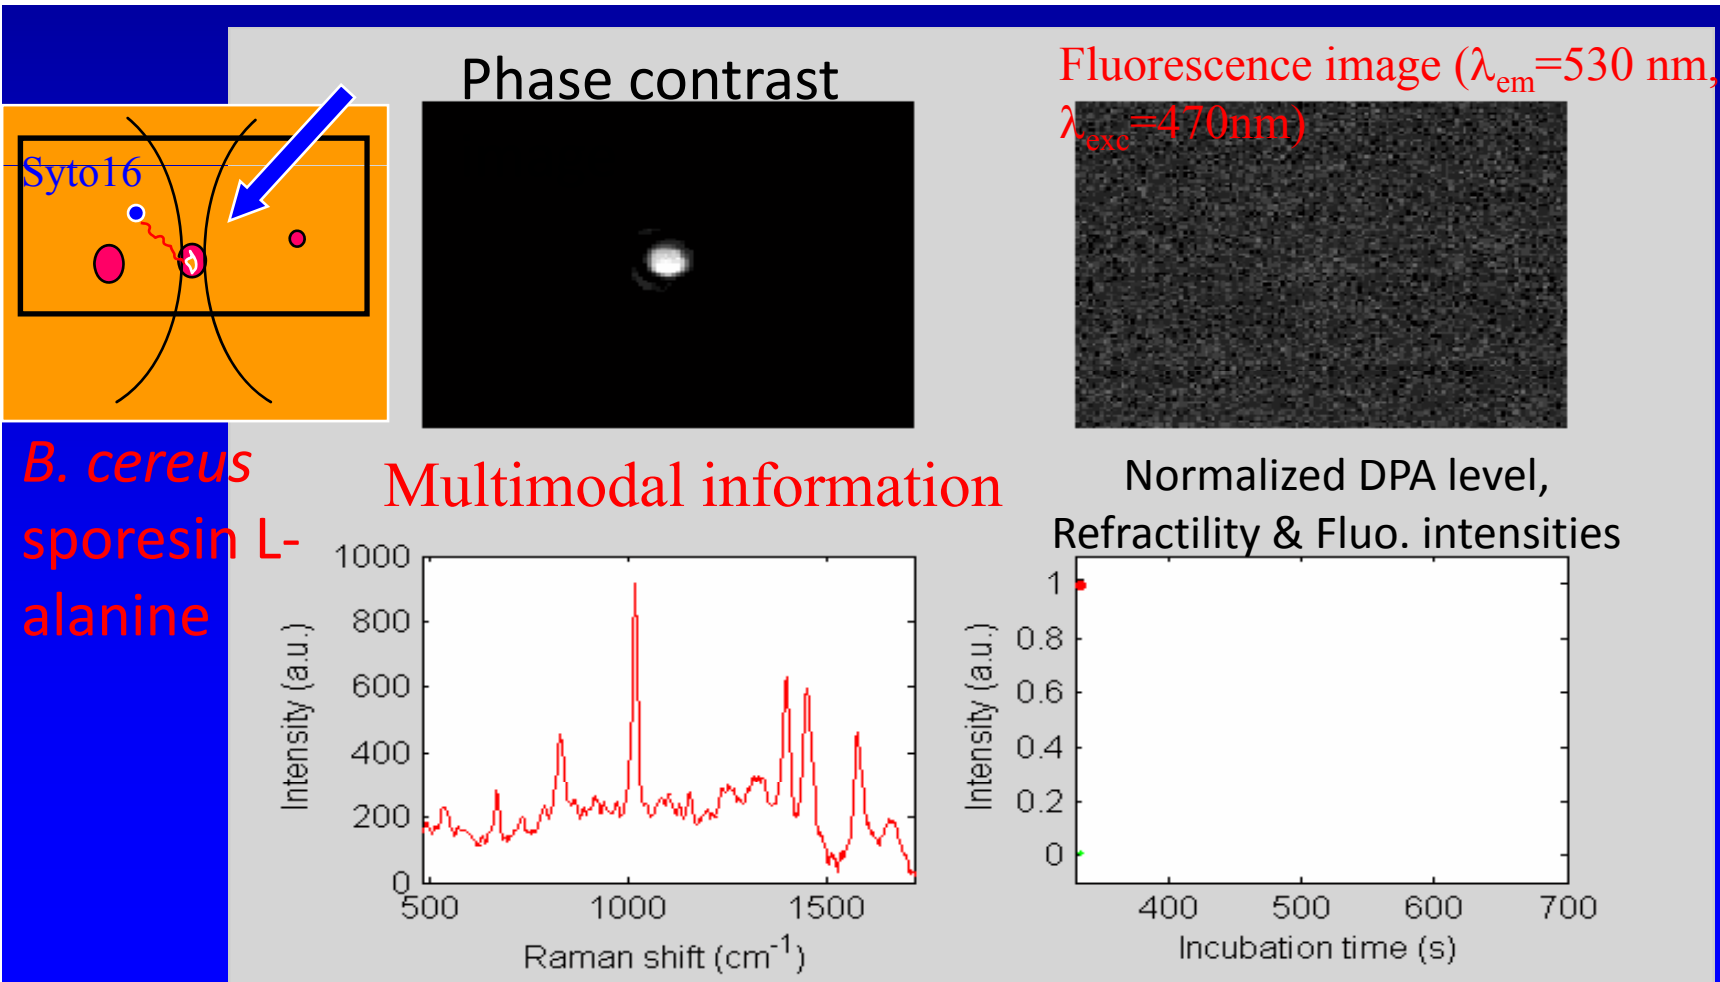 Phase contrast
Fluorescence image (λem=530 nm,
λexc=470nm)
Syto16
B. cereus
sporesin L-
alanine
Multimodal information
Normalized DPA level,
Refractility & Fluo. intensities
1000
800
600
400
200
0
Intensity (a.u.)
500 1000 1500
Raman shift (cm-1)
1
0.8
0.6
0.4
0.2
0
Intensity (a.u.)
400 500 600 700
Incubation time (s)